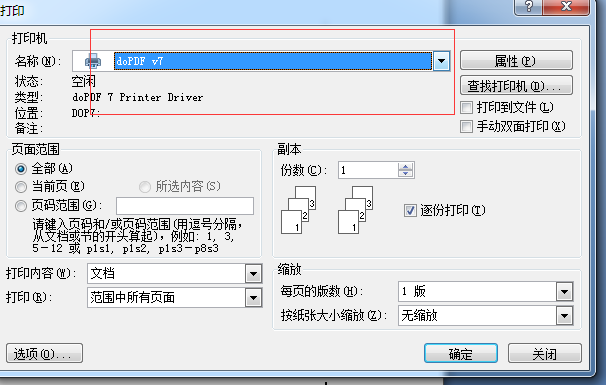 打印
打印机
名称(N):
doPDF v7
属性(P)
状态: 空闲
查找打印机(D)...
类型: doPDF 7 Printer Driver
打印到文件(L)
位置: DOP7:
备注:
手动双面打印(X)
页面范围
全部(A)
当前页(E)
所选内容(S)
页码范围(G):
请键入页码和/或页码范围(用逗号分隔，
从文档或节的开头算起)，例如: 1, 3,
5-12 或 p1s1, p1s2, p1s3-p8s3
副本
份数(C): 1
3
2
1
3
2
1
逐份打印(T)
打印内容(W): 文档
打印(R): 范围中所有页面
缩放
每页的版数(H): 1 版
按纸张大小缩放(Z): 无缩放
选项(O)...
确定
关闭